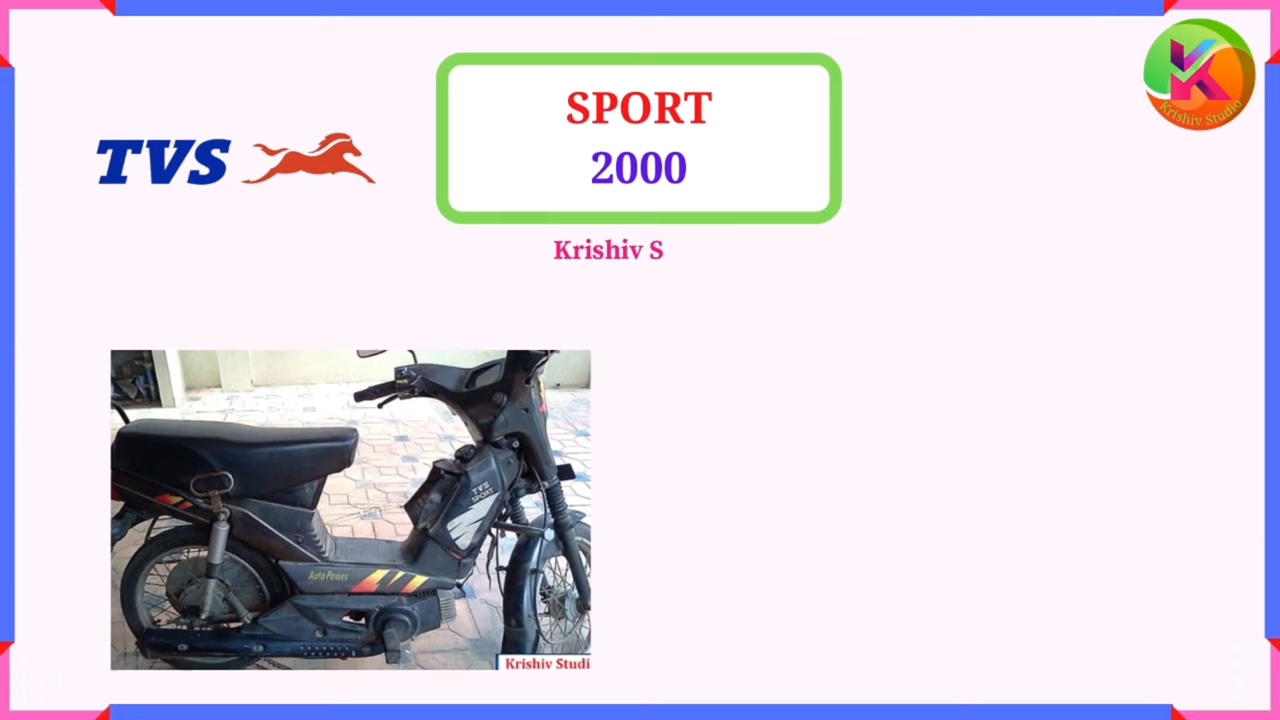 SPORT
2000
TVS
Krishiv Studio
Krishiv S
TVS
SPORT
Auto Power
Krishiv Studi